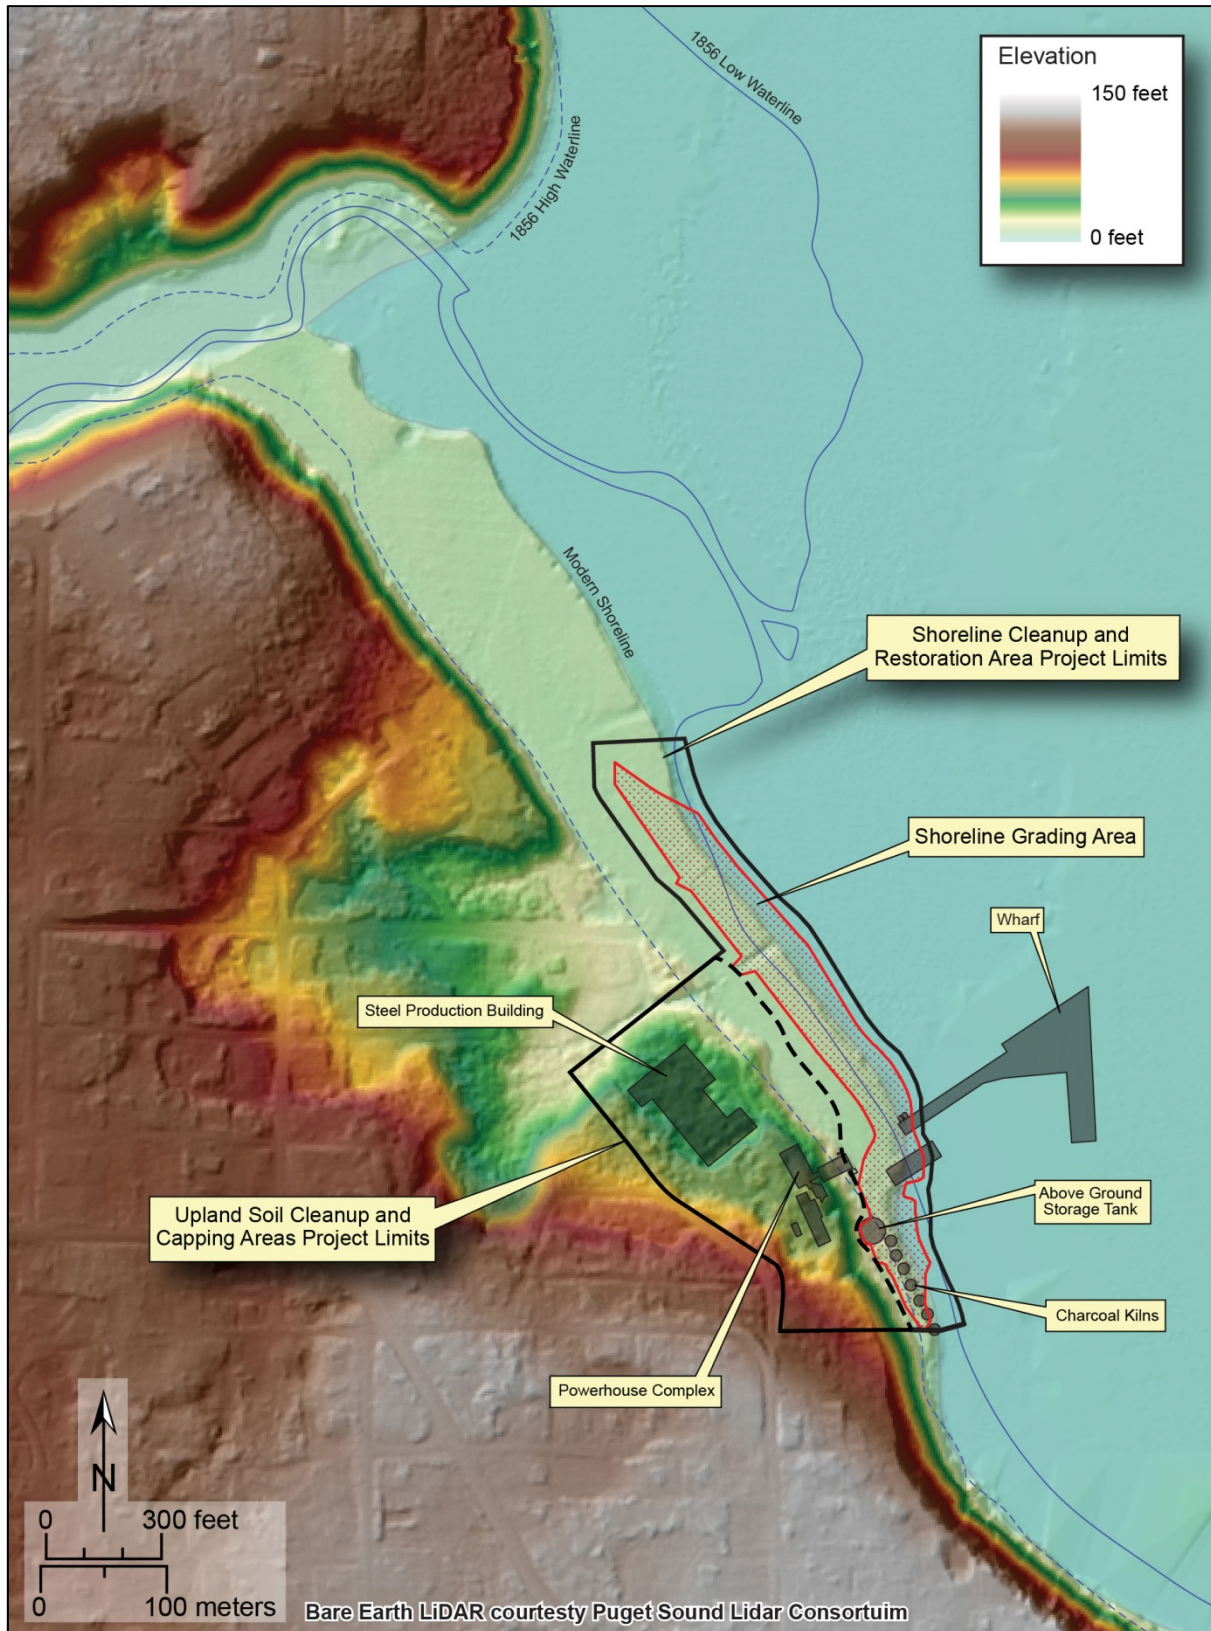 Elevation
150 feet
0 feet
1856 Low Waterline
1856 High Waterline
Modern Shoreline
Shoreline Cleanup and
Restoration Area Project Limits
Shoreline Grading Area
Wharf
Steel Production Building
Above Ground
Storage Tank
Upland Soil Cleanup and
Capping Areas Project Limits
Charcoal Kilns
Powerhouse Complex
N
0 300 feet
0 100 meters
Bare Earth LiDAR courtesty Puget Sound Lidar Consortuim